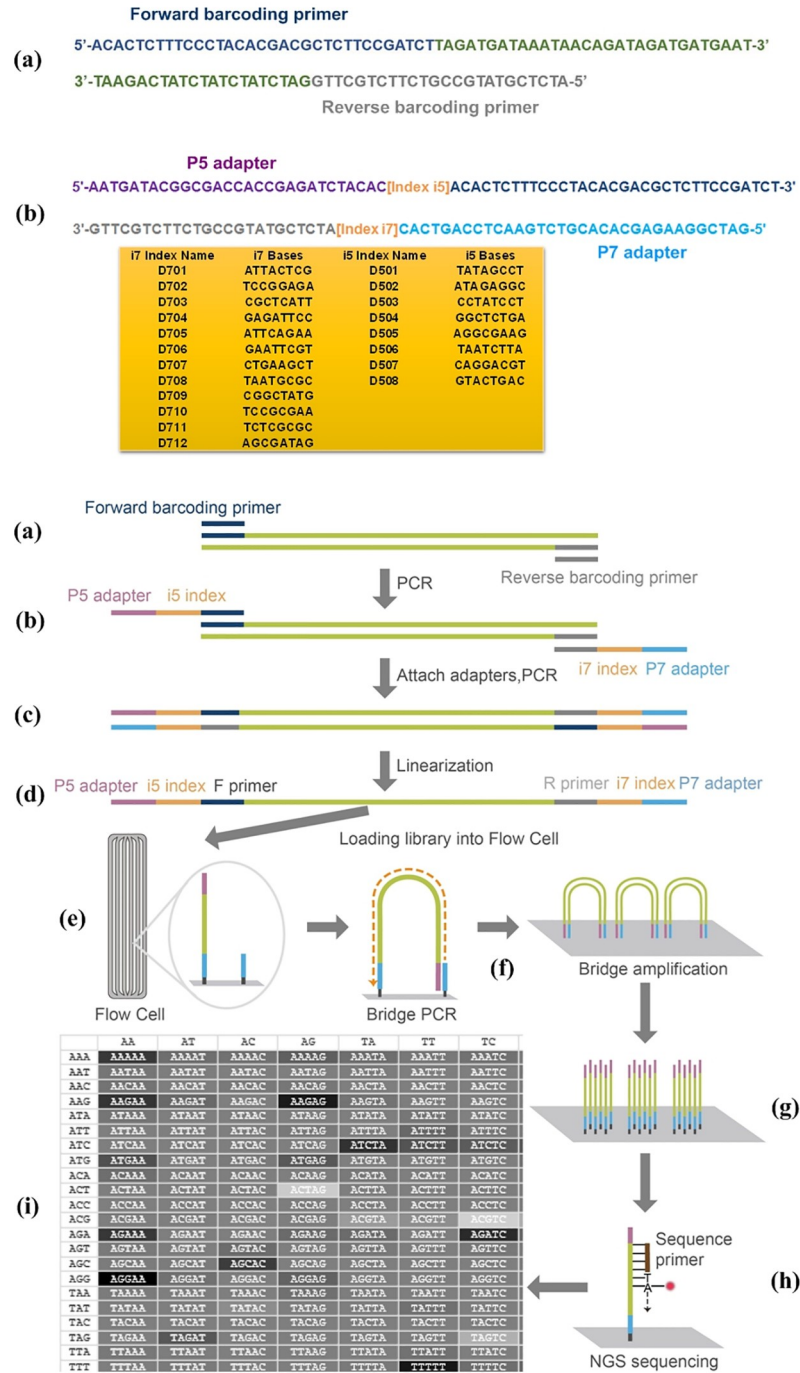 Forward barcoding primer
(a)
5'-ACACTCTTTCCCTACACGACGCTCTTCCGATCTTAGATGATAAATAACAGATAGATGATGAAT-3'
3'-TAAGACTATCTATCTATCTAGGTTCGTCTTCTGCCGTATGCTCTA-5'
Reverse barcoding primer
P5 adapter
5'-AATGATACGGCGACCACCGAGATCTACAC[Index i5]ACACTCTTTCCCTACACGACGCTCTTCCGATCT-3'
(b)
3'-GTTCGTCTTCTGCCGTATGCTCTA[Index i7]CACTGACCTCAAGTCTGCACACGAGAAGGCTAG-5'
P7 adapter
i7 Index Name i7 Bases i5 Index Name i5 Bases
D701 ATTACTCG D501 TATAGCCT
D702 TCCGGAGA D502 ATAGAGGC
D703 CGCTCATT D503 CCTATCCT
D704 GAGATTCC D504 GGCTCTGA
D705 ATTCAGAA D505 AGGCGAAG
D706 GAATTCGT D506 TAATCTTA
D707 CTGAAGCT D507 CAGGACGT
D708 TAATGCGC D508 GTACTGAC
D709 CGGCTATG
D710 TCCGCGAA
D711 TCTCGCGC
D712 AGCGATAG
Forward barcoding primer
(a)
Reverse barcoding primer
PCR
P5 adapter i5 index
(b)
i7 index P7 adapter
Attach adapters,PCR
(c)
Linearization
(d)
P5 adapter i5 index F primer R primer i7 index P7 adapter
Loading library into Flow Cell
(e)
Flow Cell
Bridge PCR
(f)
Bridge amplification
(g)
Sequence primer
A
(h)
NGS sequencing
(i)
AA AT AC AG TA TT TC
AAA AAAAA AAAAT AAAAC AAAAG AAATA AAATT AAATC
AAT AATAA AATAT AATAC AATAG AATTA AATTT AATTC
AAC AACAA AACAT AACAC AACAG AACTA AACTT AACTC
AAG AAGAA AAGAT AAGAC AAGAG AAGTA AAGTT AAGTC
ATA ATAAA ATAAT ATAAC ATAAG ATATA ATATT ATATC
ATT ATTAA ATTAT ATTAC ATTAG ATTTA ATTTT ATTTC
ATC ATCAA ATCAT ATCAC ATCAG ATCTA ATCTT ATCTC
ATG ATGAA ATGAT ATGAC ATGAG ATGTA ATGTT ATGTC
ACA ACAAA ACAAT ACAAC ACAAG ACATA ACATT ACATC
ACT ACTAA ACTAT ACTAC ACTAG ACTTA ACTTT ACTTC
ACC ACCAA ACCAT ACCAC ACCAG ACCTA ACCTT ACCTC
ACG ACGAA ACGAT ACGAC ACGAG ACGTA ACGTT ACGTC
AGA AGAAA AGAAT AGAAC AGAAG AGATA AGATT AGATC
AGT AGTAA AGTAT AGTAC AGTAG AGTTA AGTTT AGTTC
AGC AGCAA AGCAT AGCAC AGCAG AGCTA AGCTT AGCTC
AGG AGGAA AGGAT AGGAC AGGAG AGGTA AGGTT AGGTC
TAA TAAAA TAAAT TAAAC TAAAG TAATA TAATT TAATC
TAT TATAA TATAT TATAC TATAG TATTA TATTT TATTC
TAC TACAA TACAT TACAC TACAG TACTA TACTT TACTC
TAG TAGAA TAGAT TAGAC TAGAG TAGTA TAGTT TAGTC
TTA TTAAA TTAAT TTAAC TTAAG TTATA TTATT TTATC
TTT TTTAA TTTAT TTTAC TTTAG TTTTA TTTTT TTTTC